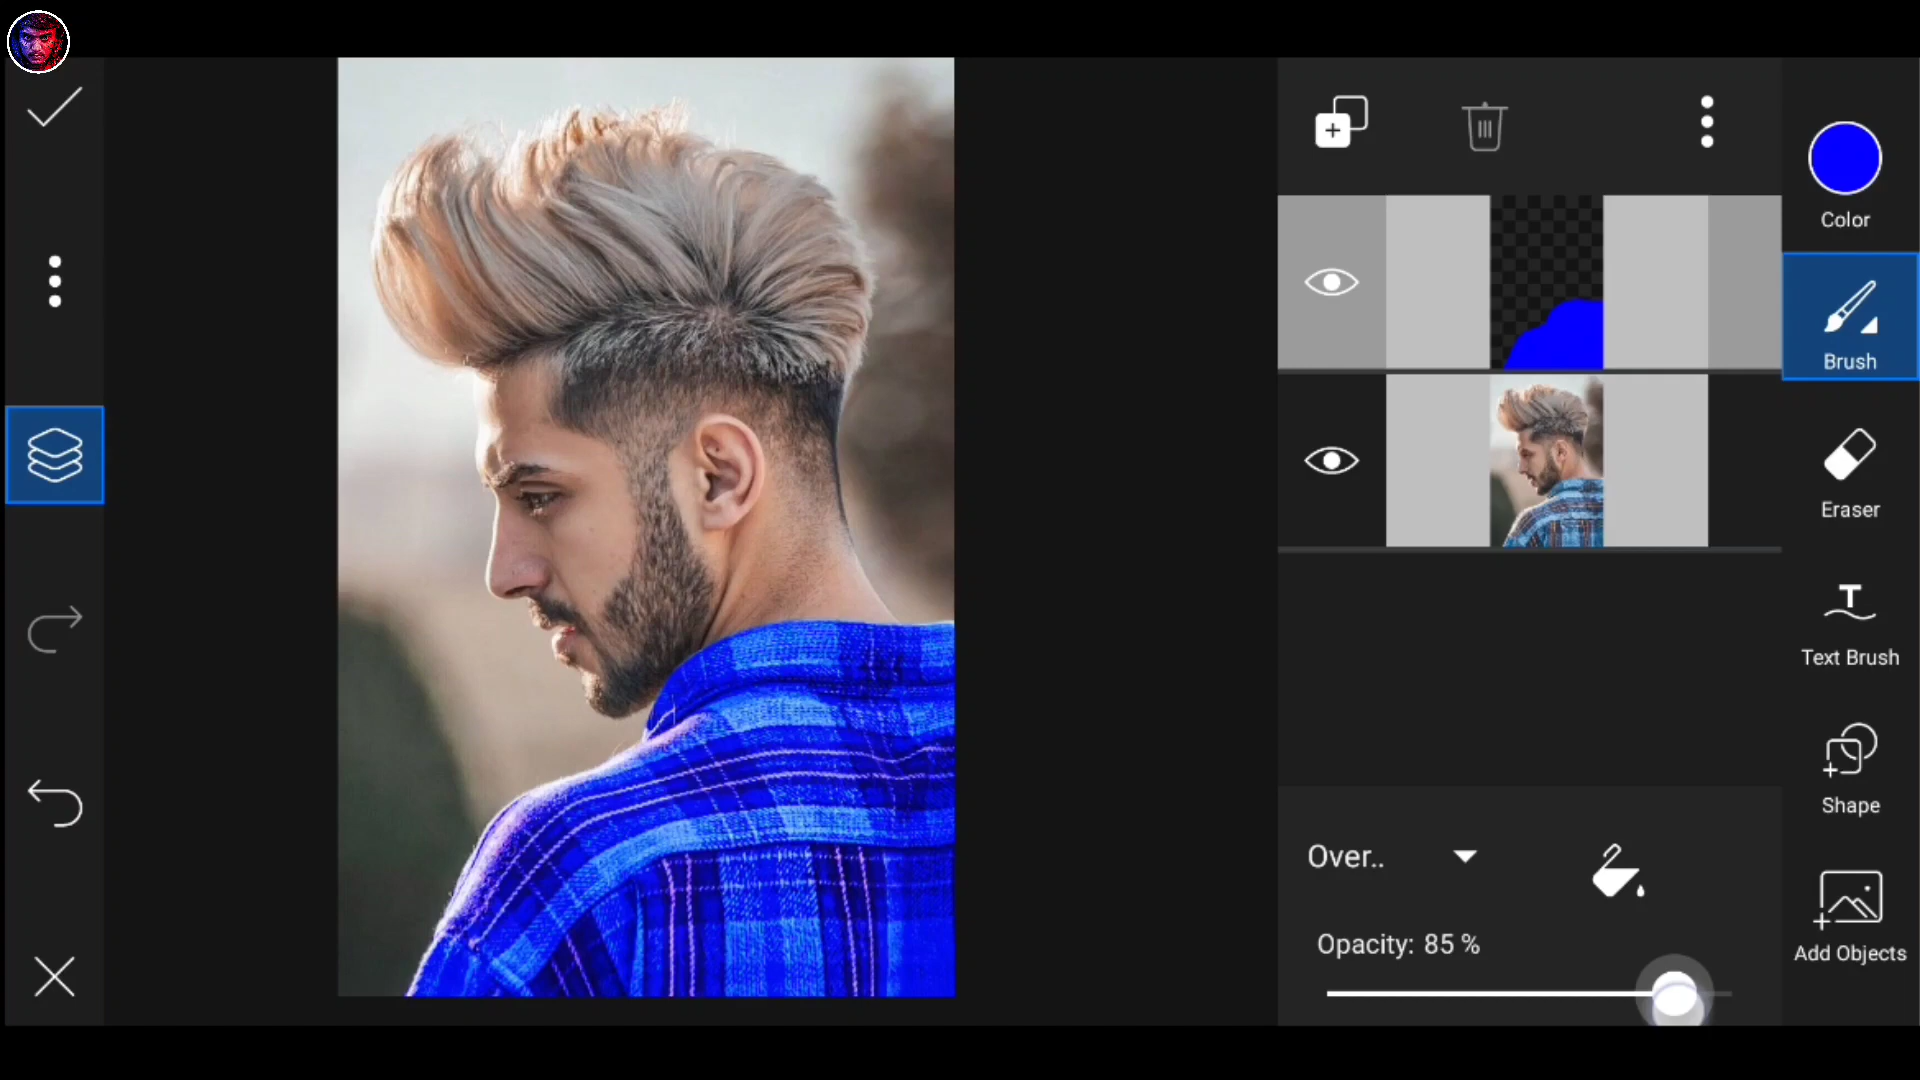 Color
Brush
Eraser
Text Brush
Shape
Over..
Opacity: 85 %
Add Objects